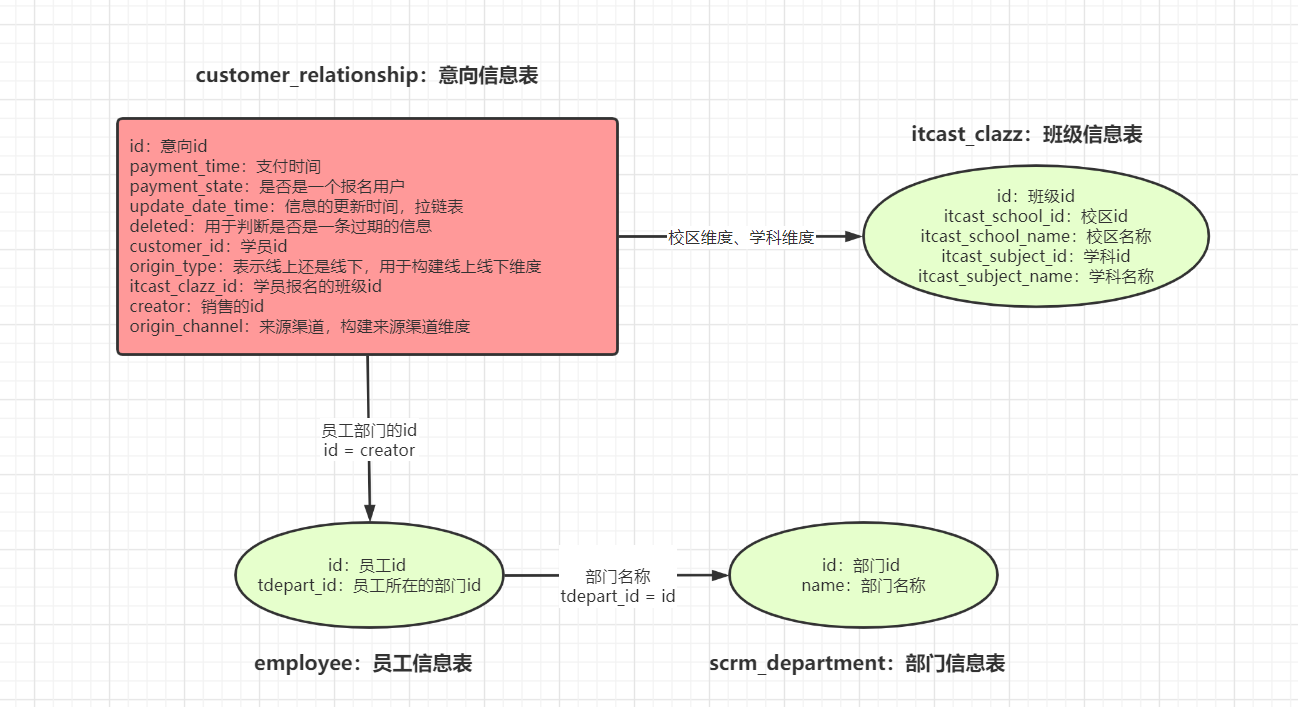 customer_relationship：意向信息表
id：意向id
payment_time：支付时间
payment_state：是否是一个报名用户
update_date_time：信息的更新时间，拉链表
deleted：用于判断是否是一条过期的信息
customer_id：学员id
origin_type：表示线上还是线下，用于构建线上线下维度
itcast_clazz_id：学员报名的班级id
creator：销售的id
origin_channel：来源渠道，构建来源渠道维度
校区维度、学科维度
itcast_clazz：班级信息表
id：班级id
itcast_school_id：校区id
itcast_school_name：校区名称
itcast_subject_id：学科id
itcast_subject_name：学科名称
员工部门的id
id = creator
id：员工id
tdepart_id：员工所在的部门id
employee：员工信息表
部门名称
tdepart_id = id
id：部门id
name：部门名称
scrm_department：部门信息表